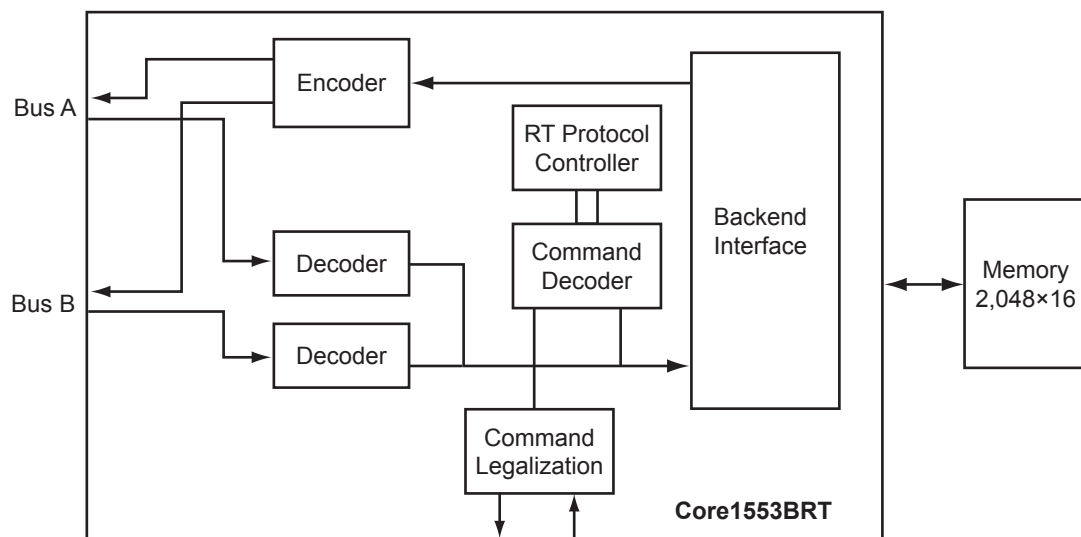 Bus A
Encoder
RT Protocol
Controller
Backend
Interface
Command
Decoder
Decoder
Memory
2,048×16
Bus B
Decoder
Command
Legalization
Core1553BRT